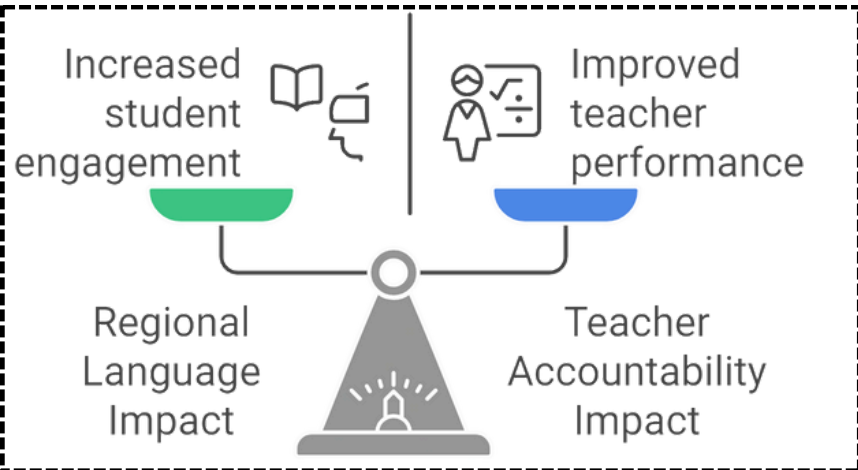 Increased
student
engagement
Improved
teacher
performance
Regional
Language
Impact
Teacher
Accountability
Impact